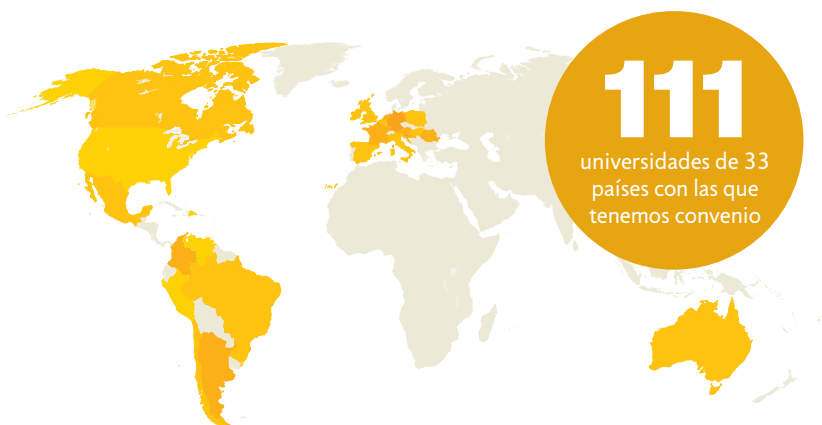 111
universidades de 33
países con las que
tenemos convenio